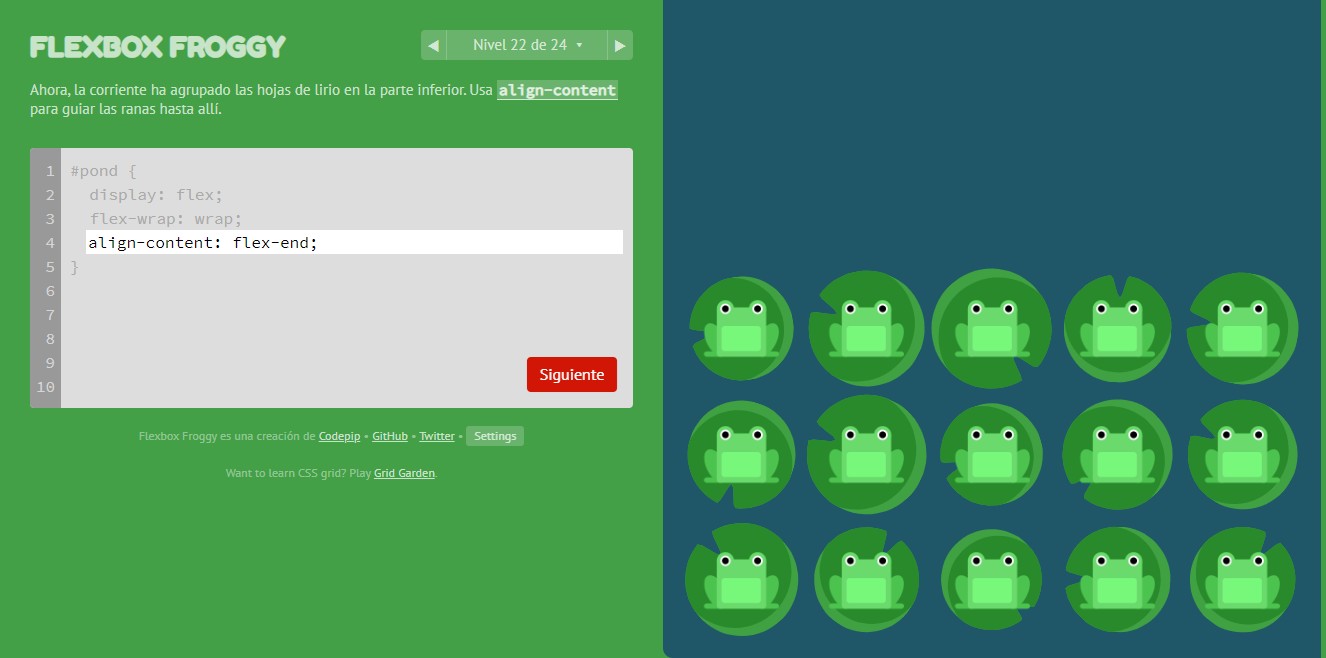 FLEXBOX FROGGY
◀ Nivel 22 de 24 ▾ ▶
Ahora, la corriente ha agrupado las hojas de lirio en la parte inferior. Usa align-content
para guiar las ranas hasta allí.
1 #pond {
2 display: flex;
3 flex-wrap: wrap;
4 align-content: flex-end;
5 }
6
7
8
9
10
Siguiente
Flexbox Froggy es una creación de Codepip • GitHub • Twitter • Settings
Want to learn CSS grid? Play Grid Garden.